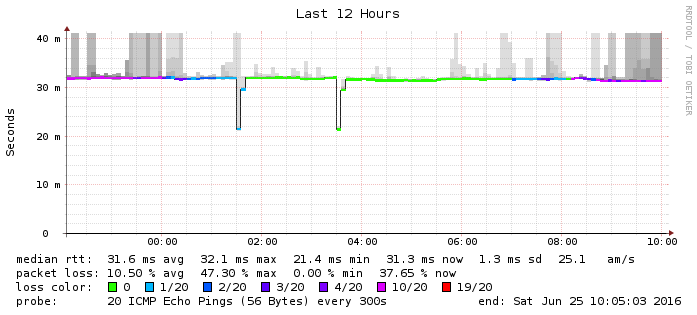 Last 12 Hours
RRDTOOL / TOBI OETIKER
Seconds
40 m
30 m
20 m
10 m
0
00:00 02:00 04:00 06:00 08:00 10:00
median rtt: 31.6 ms avg 32.1 ms max 21.4 ms min 31.3 ms now 1.3 ms sd 25.1 am/s
packet loss: 10.50 % avg 47.30 % max 0.00 % min 37.65 % now
loss color: 0 1/20 2/20 3/20 4/20 10/20 19/20
probe: 20 ICMP Echo Pings (56 Bytes) every 300s end: Sat Jun 25 10:05:03 2016